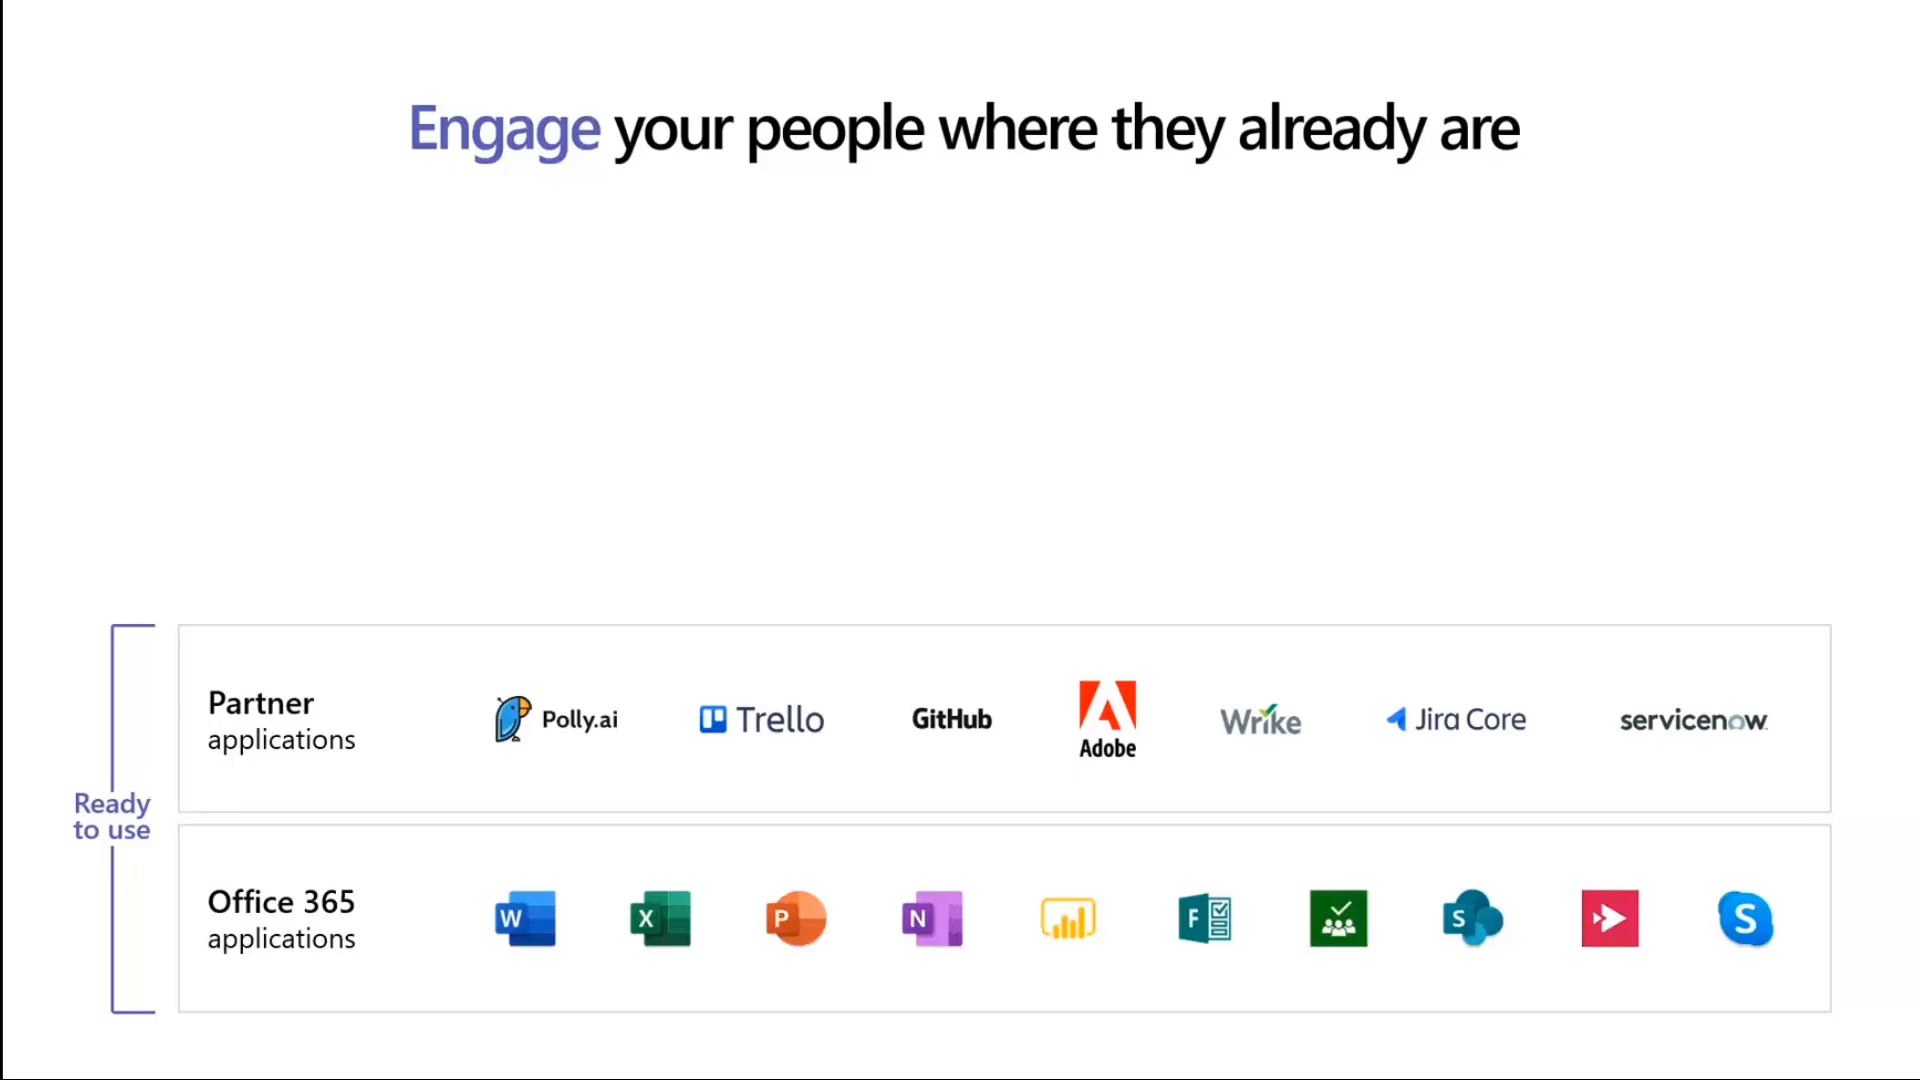 Engage your people where they already are
Partner
applications
Polly.ai
Trello
GitHub
Adobe
Wrike
Jira Core
servicenow
Ready
to use
Office 365
applications
W
X
P
N
F
S
S